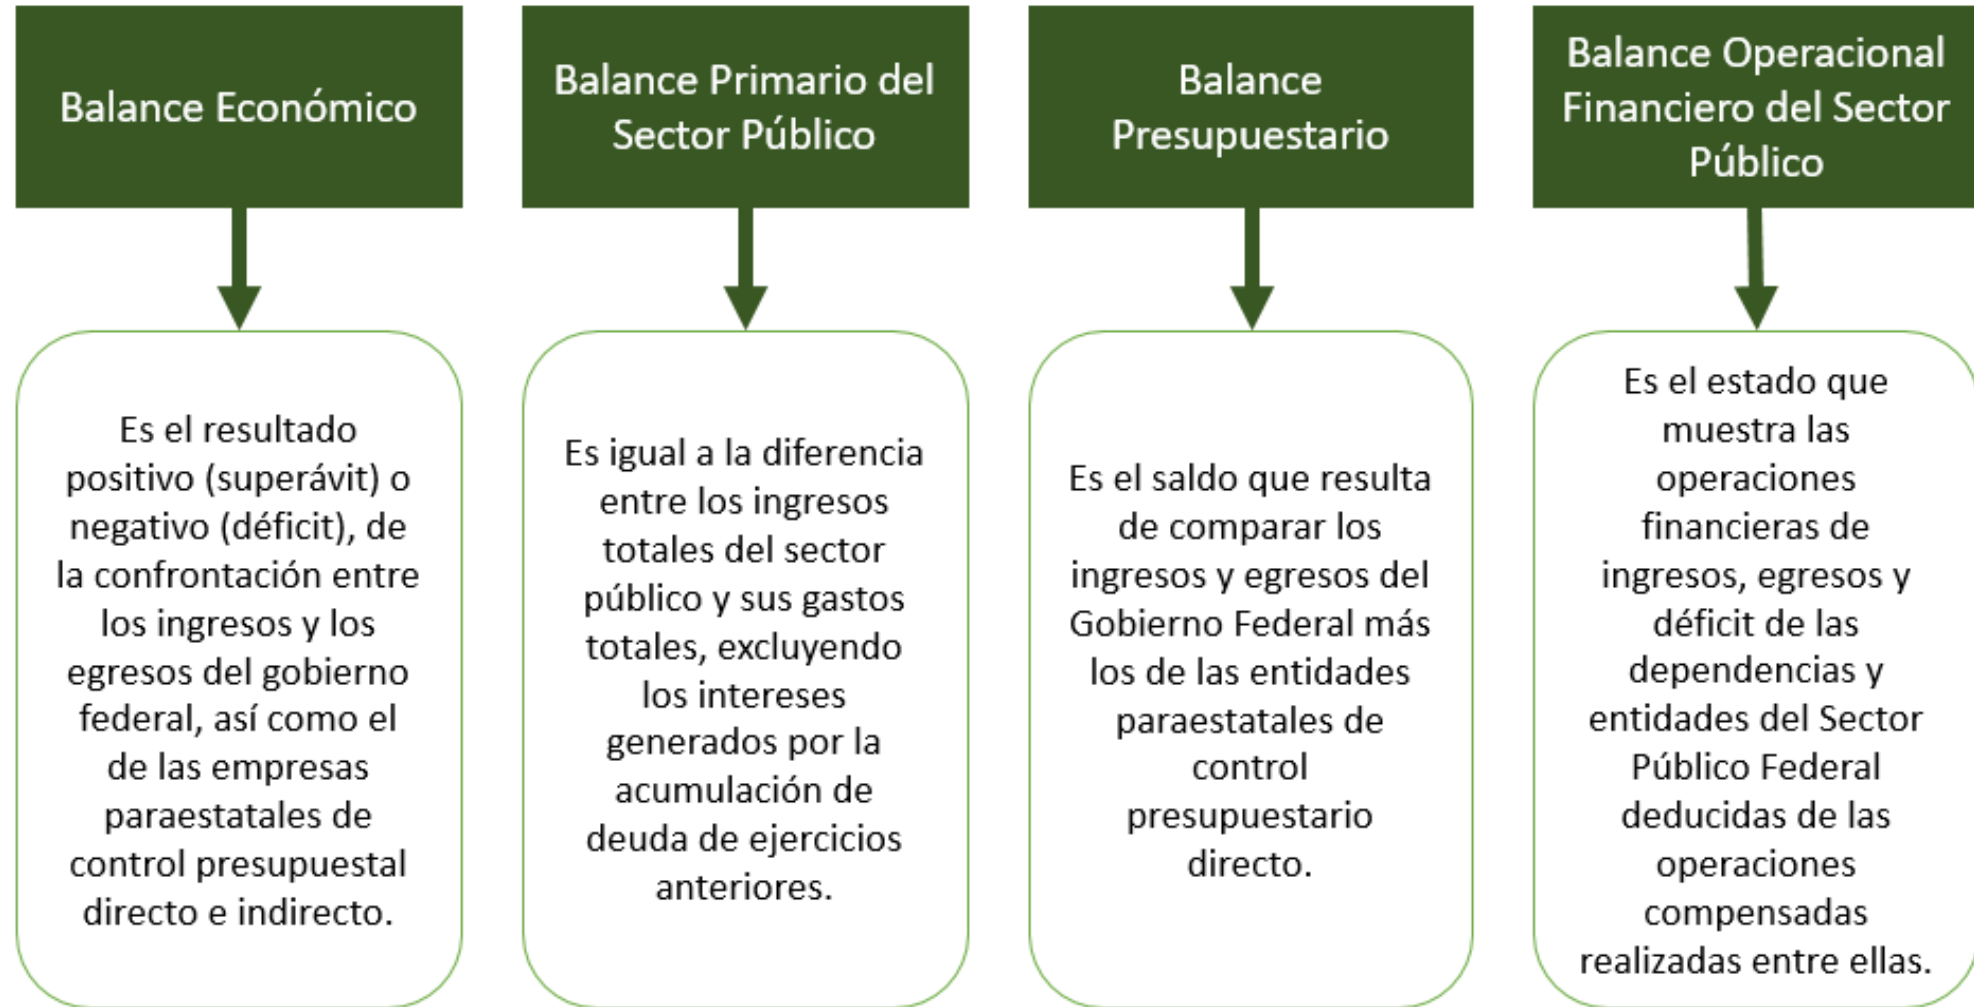 Balance Económico
Es el resultado
positivo (superávit) o
negativo (déficit), de
la confrontación entre
los ingresos y los
egresos del gobierno
federal, así como el
de las empresas
paraestatales de
control presupuestal
directo e indirecto.
Balance Primario del
Sector Público
Es igual a la diferencia
entre los ingresos
totales del sector
público y sus gastos
totales, excluyendo
los intereses
generados por la
acumulación de
deuda de ejercicios
anteriores.
Balance
Presupuestario
Es el saldo que resulta
de comparar los
ingresos y egresos del
Gobierno Federal más
los de las entidades
paraestatales de
control
presupuestario
directo.
Balance Operacional
Financiero del Sector
Público
Es el estado que
muestra las
operaciones
financieras de
ingresos, egresos y
déficit de las
dependencias y
entidades del Sector
Público Federal
deducidas de las
operaciones
compensadas
realizadas entre ellas.